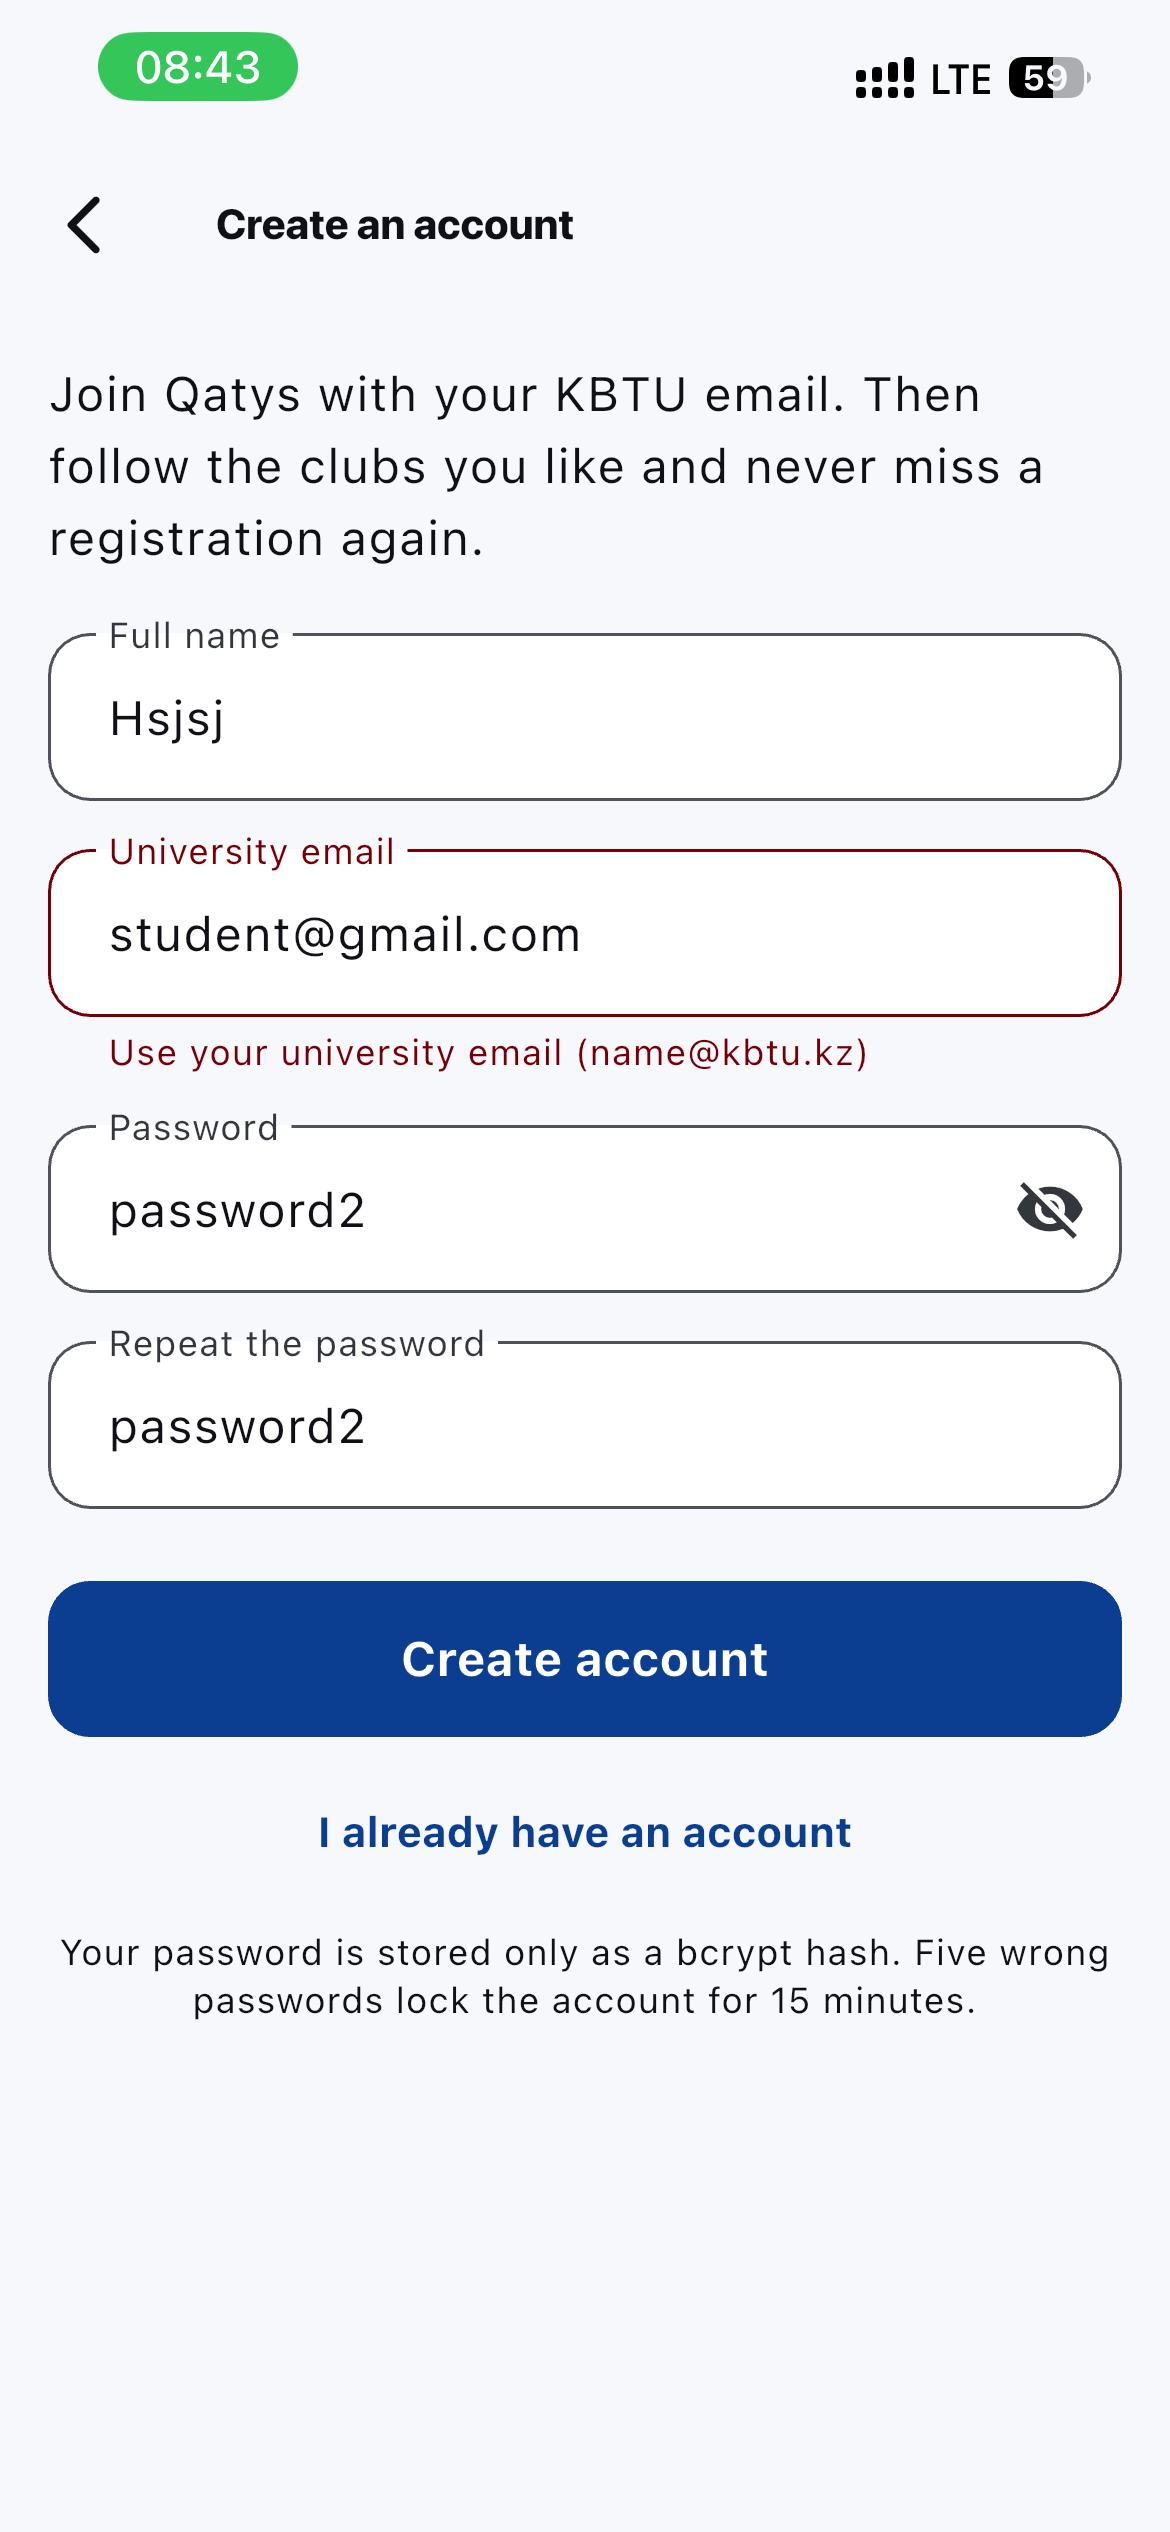 08:43
LTE 59
Create an account
Join Qatys with your KBTU email. Then
follow the clubs you like and never miss a
registration again.
Full name
Hsjsj
University email
student@gmail.com
Use your university email (name@kbtu.kz)
Password
password2
Repeat the password
password2
Create account
I already have an account
Your password is stored only as a bcrypt hash. Five wrong
passwords lock the account for 15 minutes.